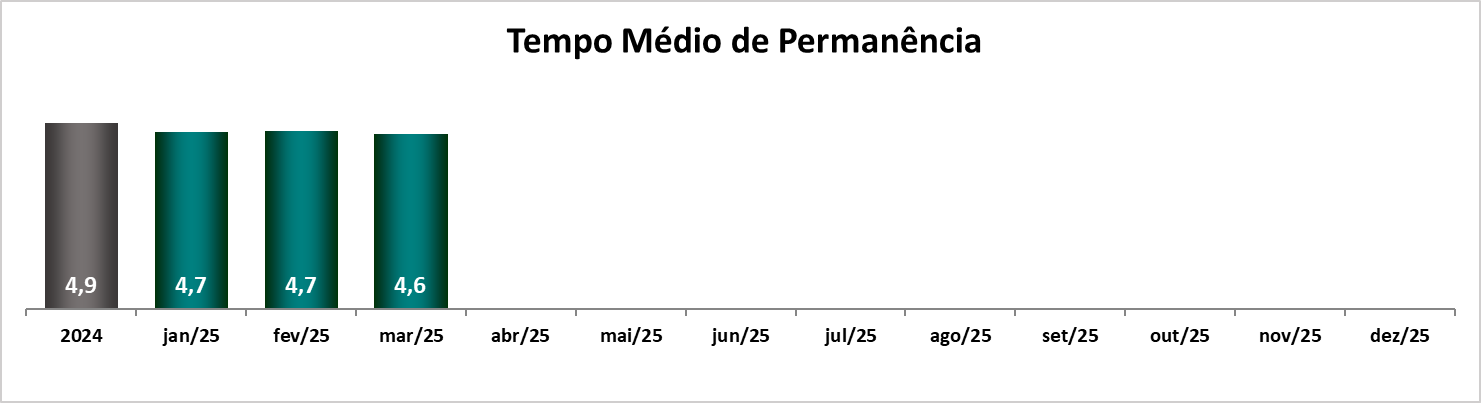 Tempo Médio de Permanência
4,9 4,7 4,7 4,6
2024 jan/25 fev/25 mar/25 abr/25 mai/25 jun/25 jul/25 ago/25 set/25 out/25 nov/25 dez/25